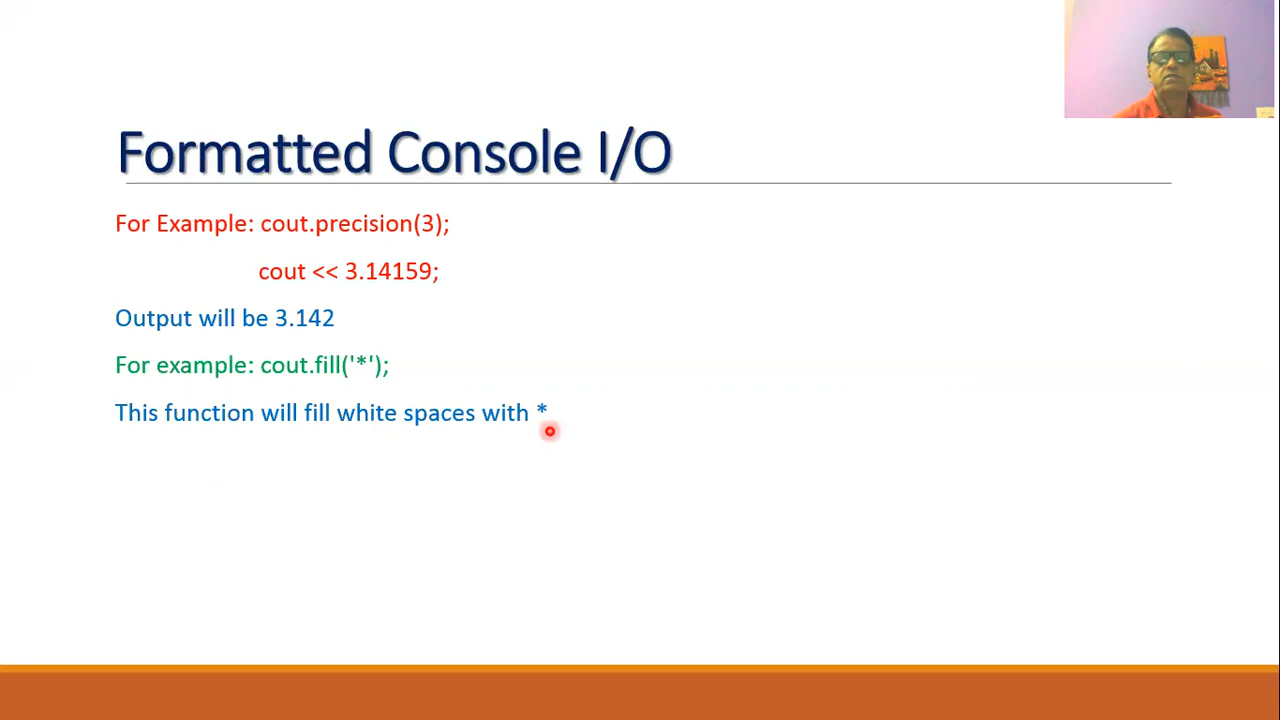 Formatted Console I/O
For Example: cout.precision(3);
cout << 3.14159;
Output will be 3.142
For example: cout.fill('*');
This function will fill white spaces with *